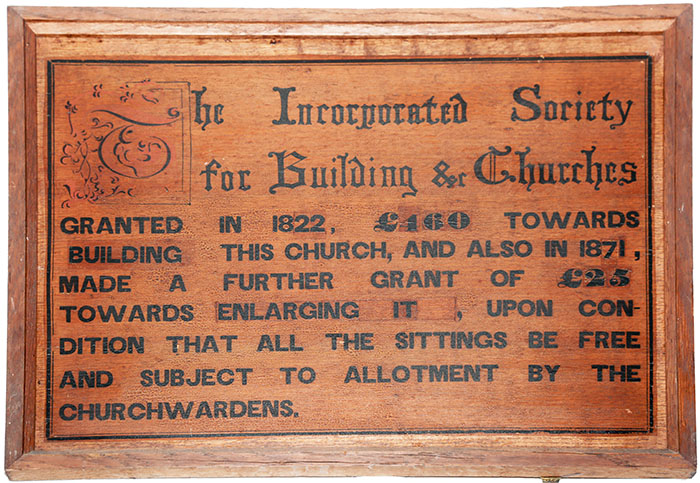 The Incorporated Society
for Building &c Churches
GRANTED IN 1822, £160 TOWARDS
BUILDING THIS CHURCH, AND ALSO IN 1871,
MADE A FURTHER GRANT OF £25
TOWARDS ENLARGING IT, UPON CON-
DITION THAT ALL THE SITTINGS BE FREE
AND SUBJECT TO ALLOTMENT BY THE
CHURCHWARDENS.